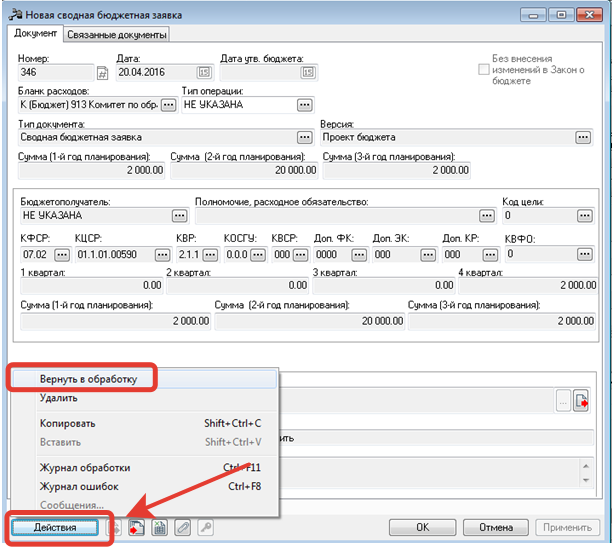 Новая сводная бюджетная заявка
Документ Связанные документы
Номер: Дата: Дата утв. бюджета:
346 20.04.2016 15 15
Без внесения
изменений в Закон о
бюджете
Бланк расходов: Тип операции:
К (Бюджет) 913 Комитет по обр. ... НЕ УКАЗАНА ...
Тип документа: Версия:
Сводная бюджетная заявка ... Проект бюджета ...
Сумма (1-й год планирования): Сумма (2-й год планирования): Сумма (3-й год планирования):
2 000.00 20 000.00 2 000.00
Бюджетополучатель: Полномочие, расходное обязательство: Код цели:
НЕ УКАЗАНА ... ... 0 ...
КФСР: КЦСР: КВР: КОСГУ: КВСР: Доп. ФК: Доп. ЭК: Доп. КР: КВФО:
07.02 ... 01.1.01.00590 ... 2.1.1 ... 0.0.0 ... 000 ... 0000 ... 000 ... 000 ... 0 ...
1 квартал: 2 квартал: 3 квартал: 4 квартал:
0.00 0.00 0.00 2 000.00
Сумма (1-й год планирования): Сумма (2-й год планирования): Сумма (3-й год планирования):
2 000.00 20 000.00 2 000.00
Вернуть в обработку
Удалить
...
Копировать Shift+Ctrl+C
Вставить Shift+Ctrl+V
ить
Журнал обработки Ctrl+F11
Журнал ошибок Ctrl+F8
Сообщения...
Действия ОК Отмена Применить